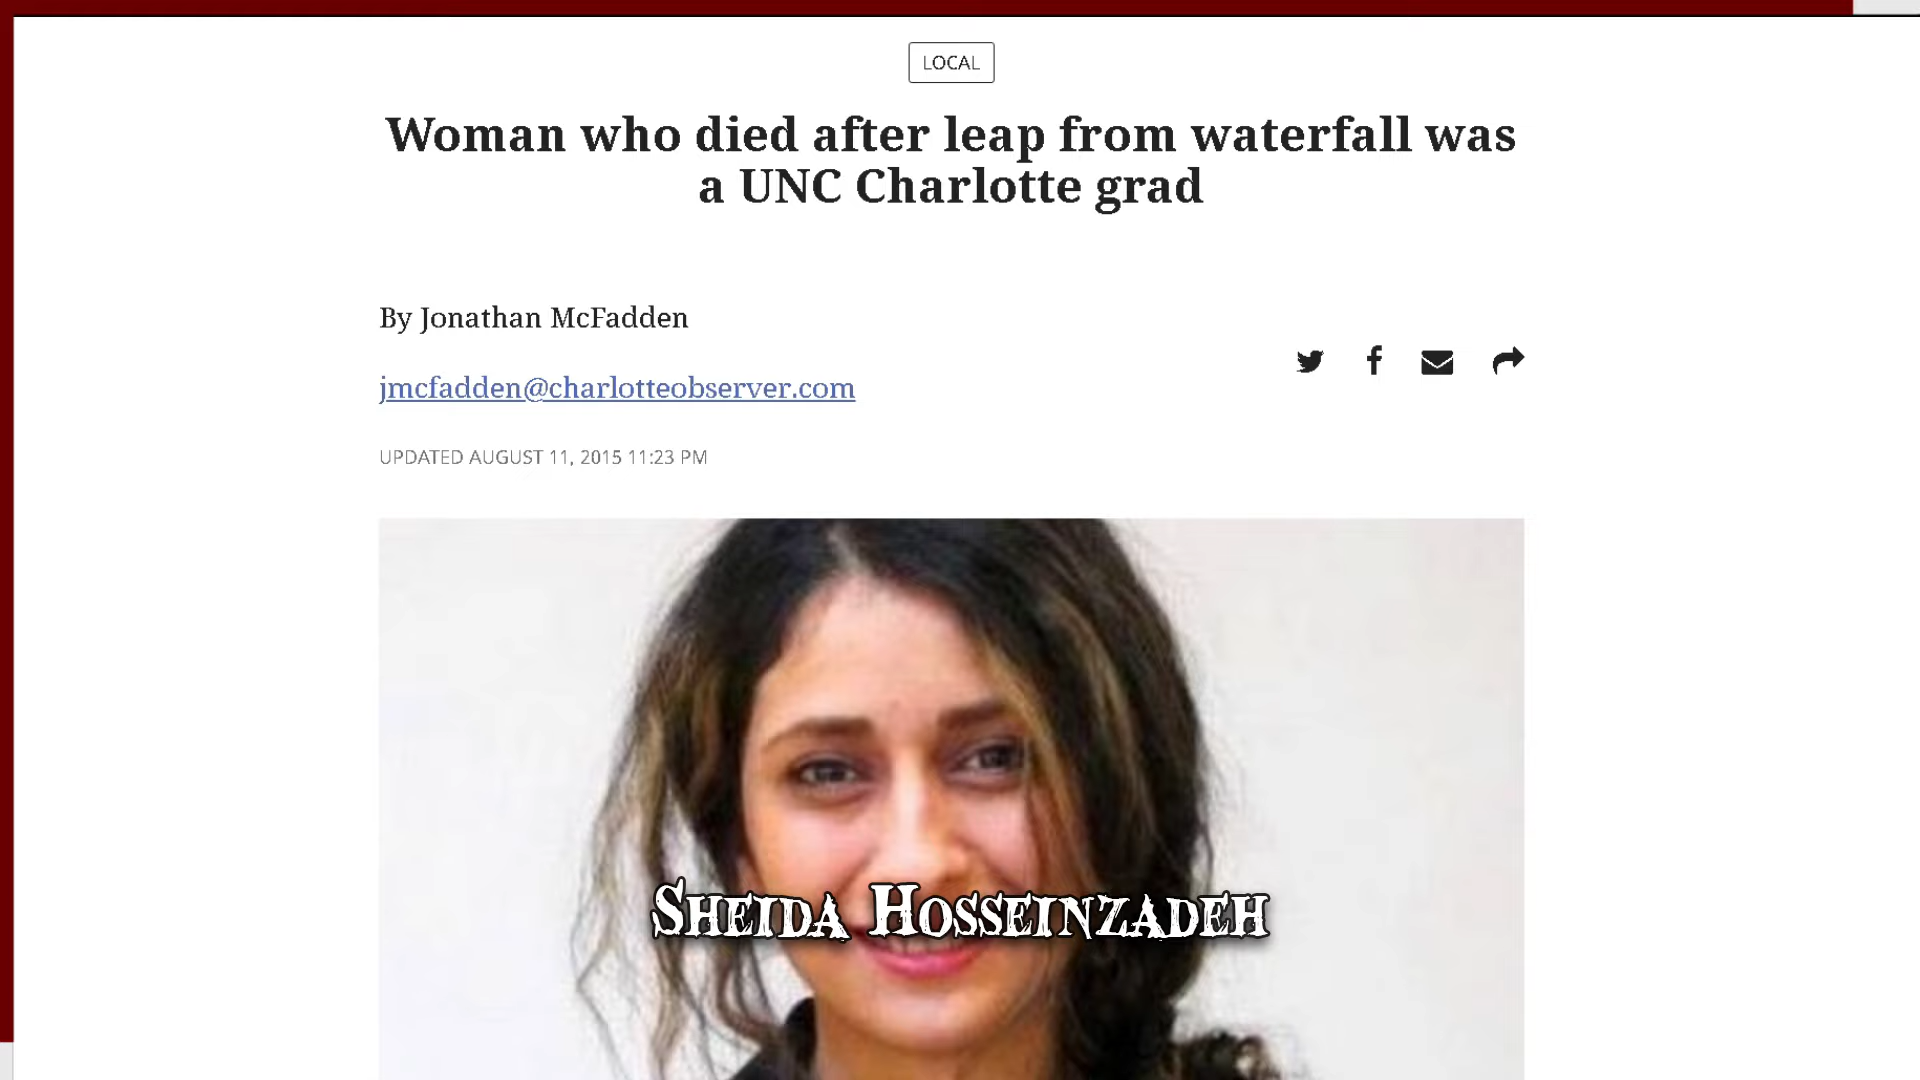 LOCAL
Woman who died after leap from waterfall was
a UNC Charlotte grad
By Jonathan McFadden
jmcfadden@charlotteobserver.com
UPDATED AUGUST 11, 2015 11:23 PM
Sheida Hosseinzadeh